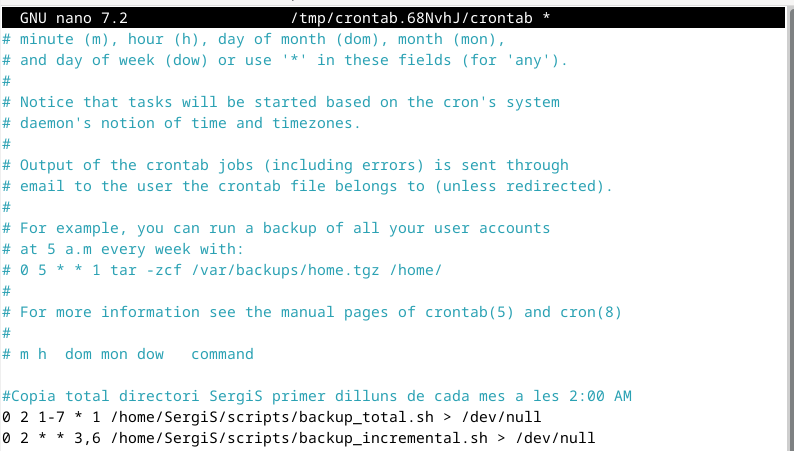 GNU nano 7.2 /tmp/crontab.68NvhJ/crontab *
# minute (m), hour (h), day of month (dom), month (mon),
# and day of week (dow) or use '*' in these fields (for 'any').
#
# Notice that tasks will be started based on the cron's system
# daemon's notion of time and timezones.
#
# Output of the crontab jobs (including errors) is sent through
# email to the user the crontab file belongs to (unless redirected).
#
# For example, you can run a backup of all your user accounts
# at 5 a.m every week with:
# 0 5 * * 1 tar -zcf /var/backups/home.tgz /home/
#
# For more information see the manual pages of crontab(5) and cron(8)
#
# m h  dom mon dow   command

#Copia total directori SergiS primer dilluns de cada mes a les 2:00 AM
0 2 1-7 * 1 /home/SergiS/scripts/backup_total.sh > /dev/null
0 2 * * 3,6 /home/SergiS/scripts/backup_incremental.sh > /dev/null